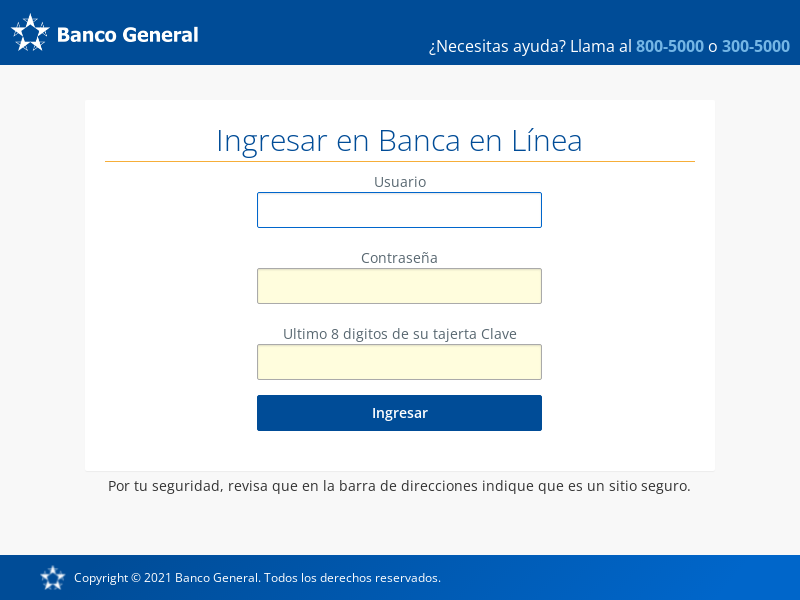 Banco General
¿Necesitas ayuda? Llama al 800-5000 o 300-5000
Ingresar en Banca en Línea
Usuario
Contraseña
Ultimo 8 digitos de su tajerta Clave
Ingresar
Por tu seguridad, revisa que en la barra de direcciones indique que es un sitio seguro.
Copyright © 2021 Banco General. Todos los derechos reservados.